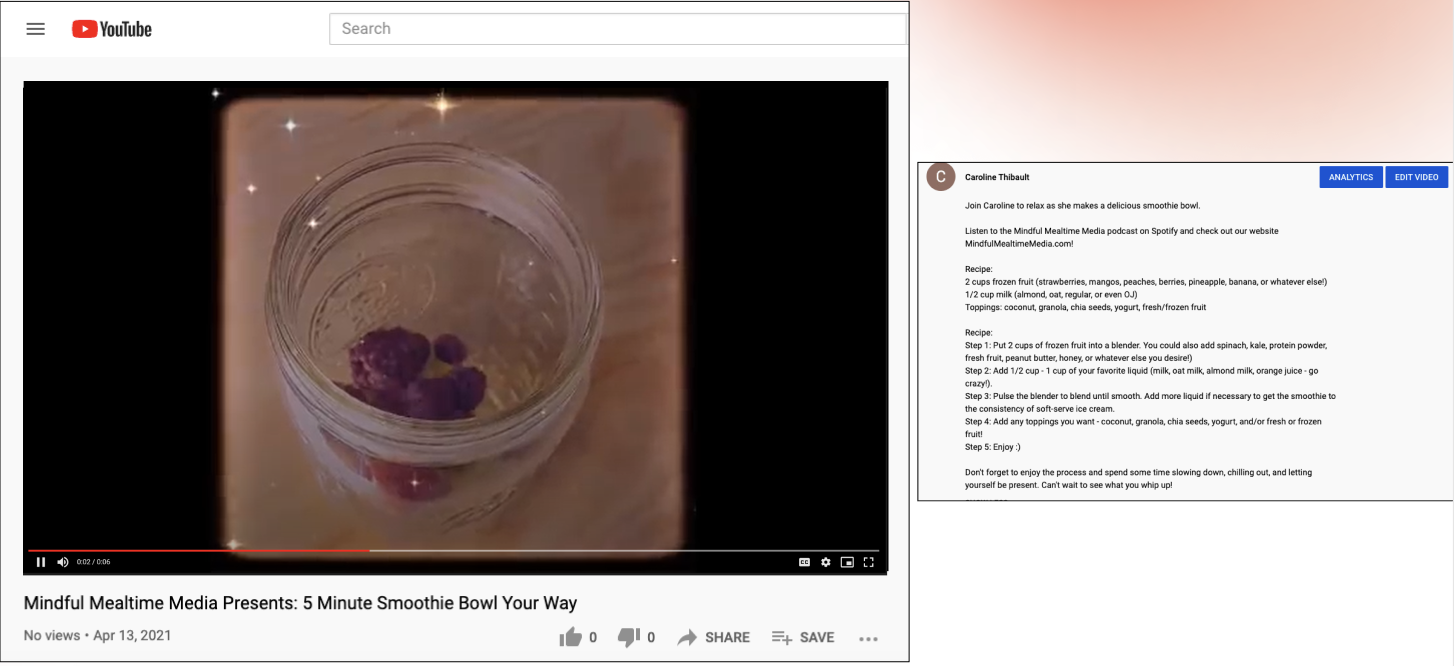 YouTube
Search
0:02 / 0:06
CC
Mindful Mealtime Media Presents: 5 Minute Smoothie Bowl Your Way
No views • Apr 13, 2021
0
0
SHARE
SAVE
C
Caroline Thibault
ANALYTICS
EDIT VIDEO
Join Caroline to relax as she makes a delicious smoothie bowl.
Listen to the Mindful Mealtime Media podcast on Spotify and check out our website
MindfulMealtimeMedia.com!
Recipe:
2 cups frozen fruit (strawberries, mangos, peaches, berries, pineapple, banana, or whatever else!)
1/2 cup milk (almond, oat, regular, or even OJ)
Toppings: coconut, granola, chia seeds, yogurt, fresh/frozen fruit
Recipe:
Step 1: Put 2 cups of frozen fruit into a blender. You could also add spinach, kale, protein powder,
fresh fruit, peanut butter, honey, or whatever else you desire!)
Step 2: Add 1/2 cup - 1 cup of your favorite liquid (milk, oat milk, almond milk, orange juice - go
crazy!).
Step 3: Pulse the blender to blend until smooth. Add more liquid if necessary to get the smoothie to
the consistency of soft-serve ice cream.
Step 4: Add any toppings you want - coconut, granola, chia seeds, yogurt, and/or fresh or frozen
fruit!
Step 5: Enjoy :)
Don't forget to enjoy the process and spend some time slowing down, chilling out, and letting
yourself be present. Can't wait to see what you whip up!